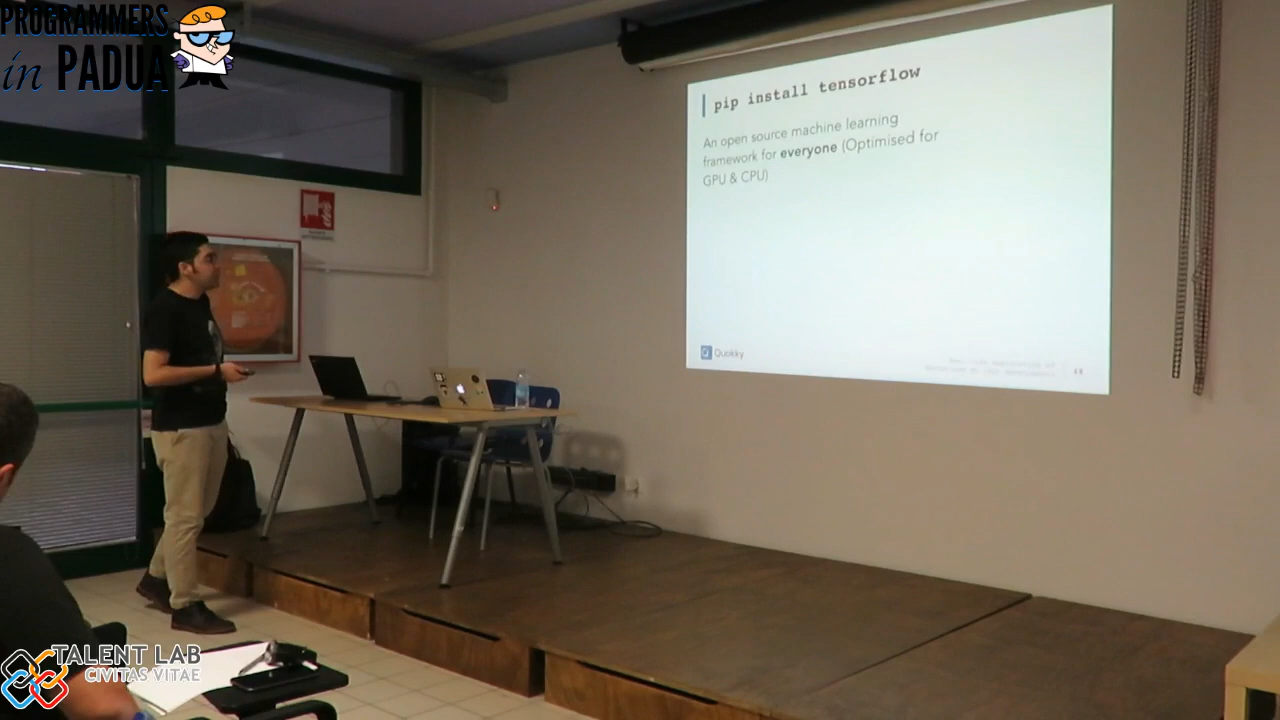 PROGRAMMERS
in PADUA
pip install tensorflow
An open source machine learning
framework for everyone (Optimised for
GPU & CPU)
Quokky
TALENT LAB
CIVITAS VITAE